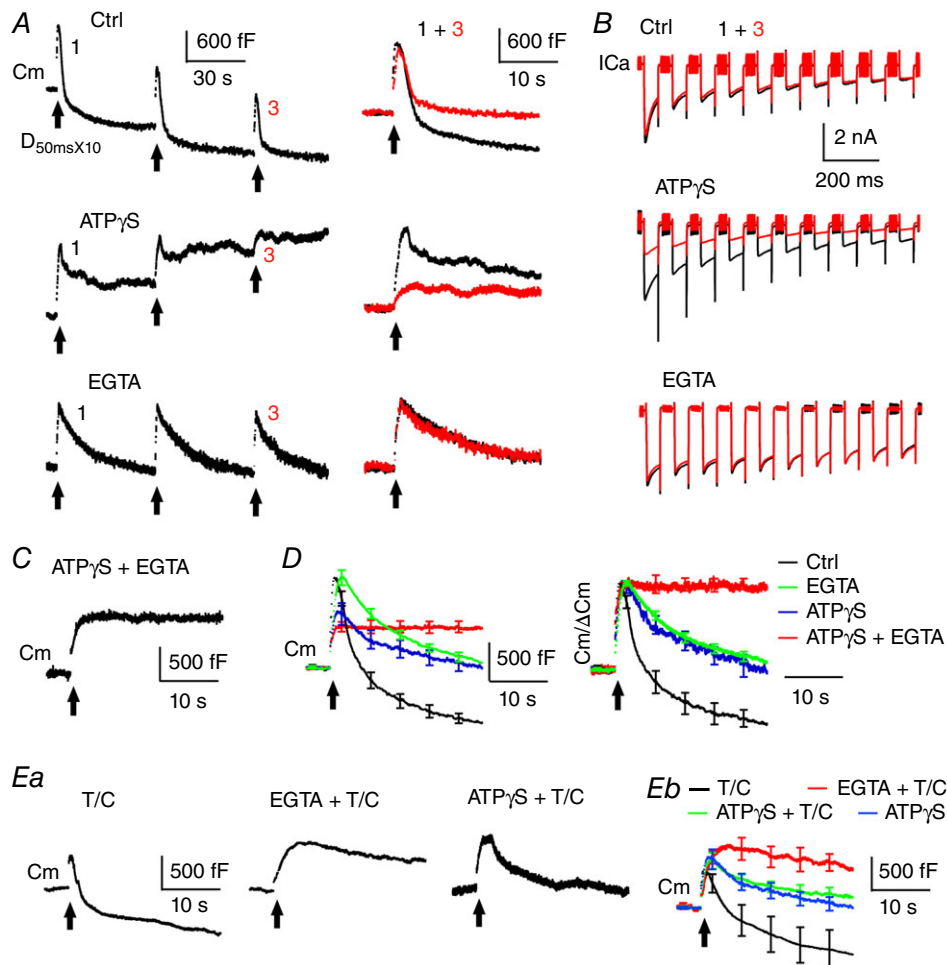 A
Ctrl
1
Cm
3
D50msX10
600 fF
30 s
1 + 3
600 fF
10 s
ATPγS
1
3
EGTA
1
3
B
Ctrl
1 + 3
ICa
2 nA
200 ms
ATPγS
EGTA
C
ATPγS + EGTA
Cm
500 fF
10 s
D
Cm
500 fF
10 s
Cm/ΔCm
10 s
Ctrl
EGTA
ATPγS
ATPγS + EGTA
Ea
T/C
Cm
500 fF
10 s
EGTA + T/C
ATPγS + T/C
Eb
T/C
EGTA + T/C
ATPγS + T/C
ATPγS
Cm
500 fF
10 s